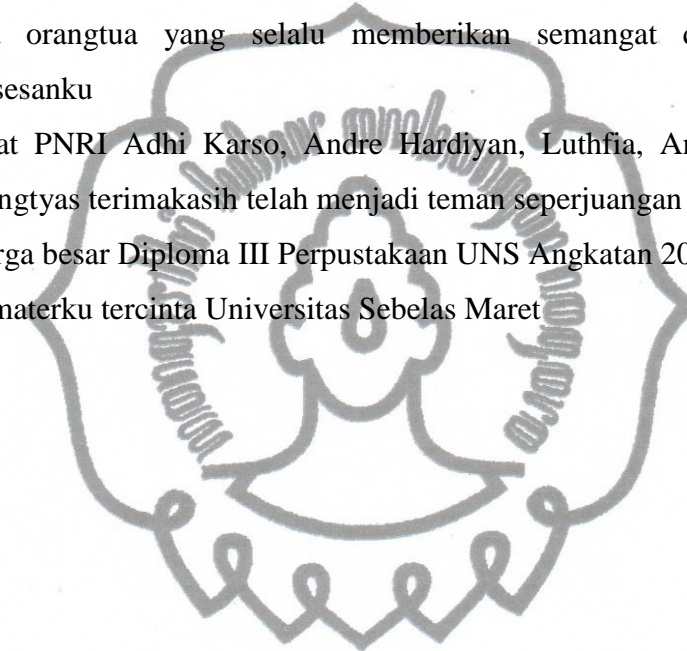 orangtua yang selalu memberikan semangat d
sesanku
at PNRI Adhi Karso, Andre Hardiyan, Luthfia, Ar
ngtyas terimakasih telah menjadi teman seperjuangan
rga besar Diploma III Perpustakaan UNS Angkatan 20
materku tercinta Universitas Sebelas Maret